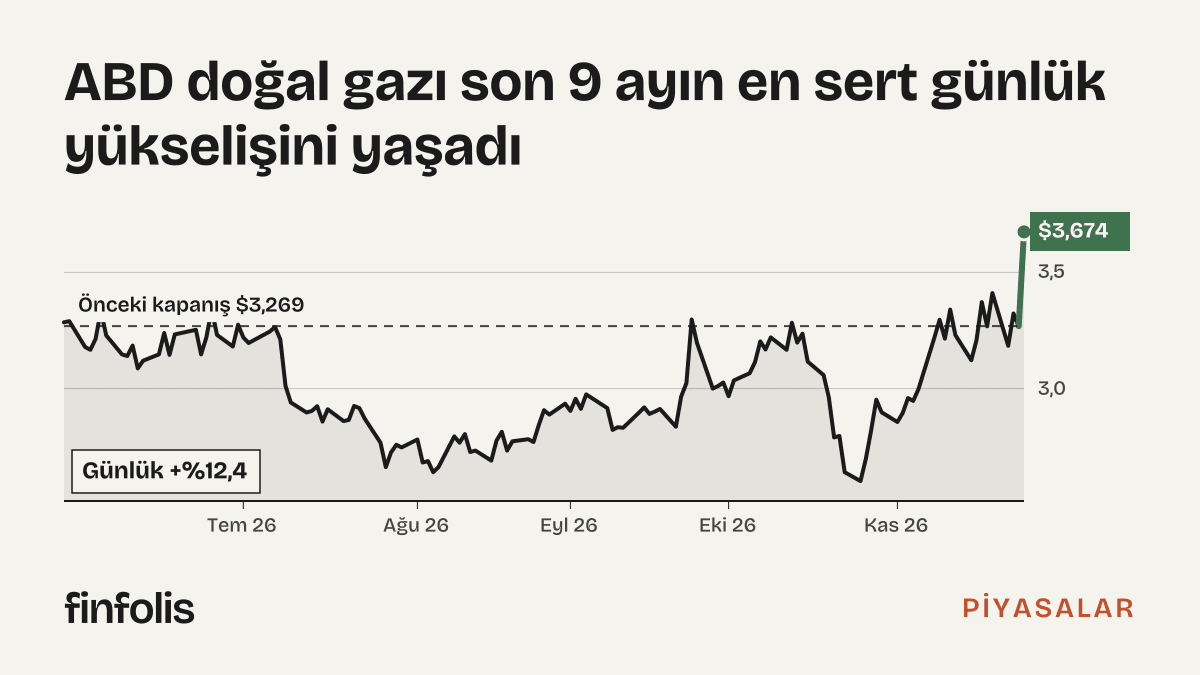 ABD doğal gazı son 9 ayın en sert günlük
yükselişini yaşadı
$3,674
3,5
Önceki kapanış $3,269
3,0
Günlük +%12,4
Tem 26
Ağu 26
Eyl 26
Eki 26
Kas 26
finfolis
PİYASALAR